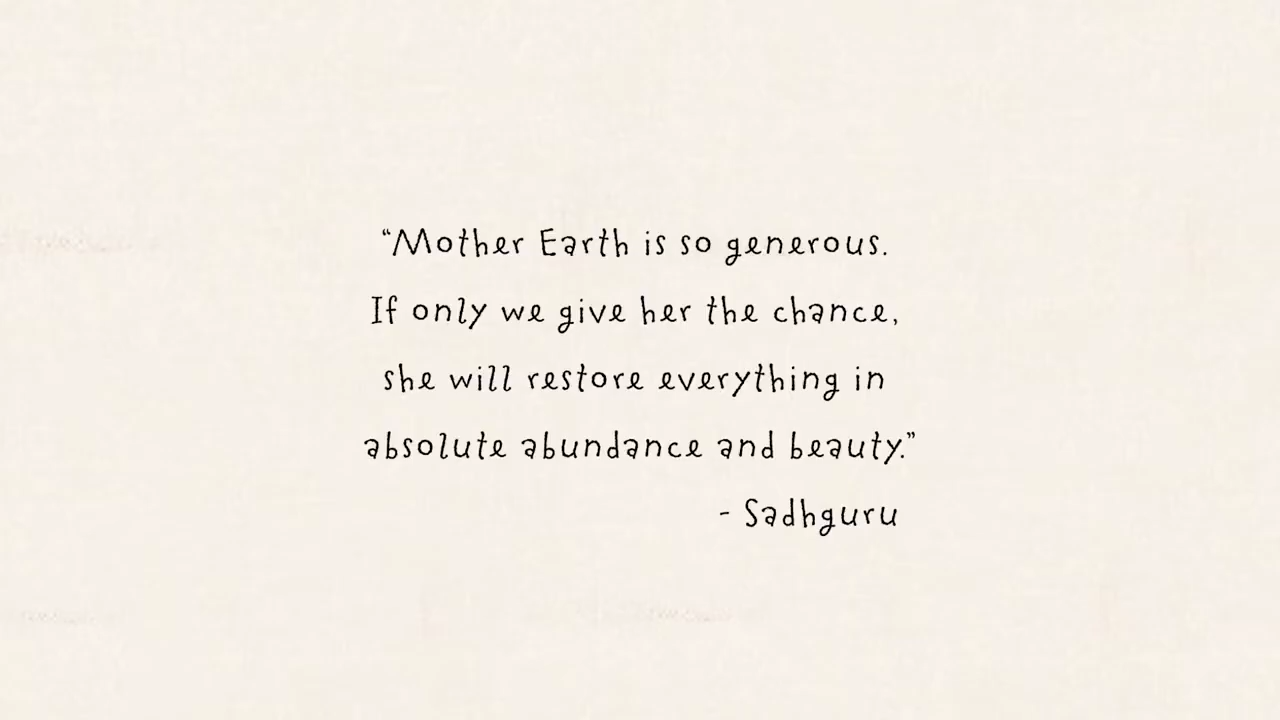 “Mother Earth is so generous.
If only we give her the chance,
she will restore everything in
absolute abundance and beauty.”
- Sadhguru